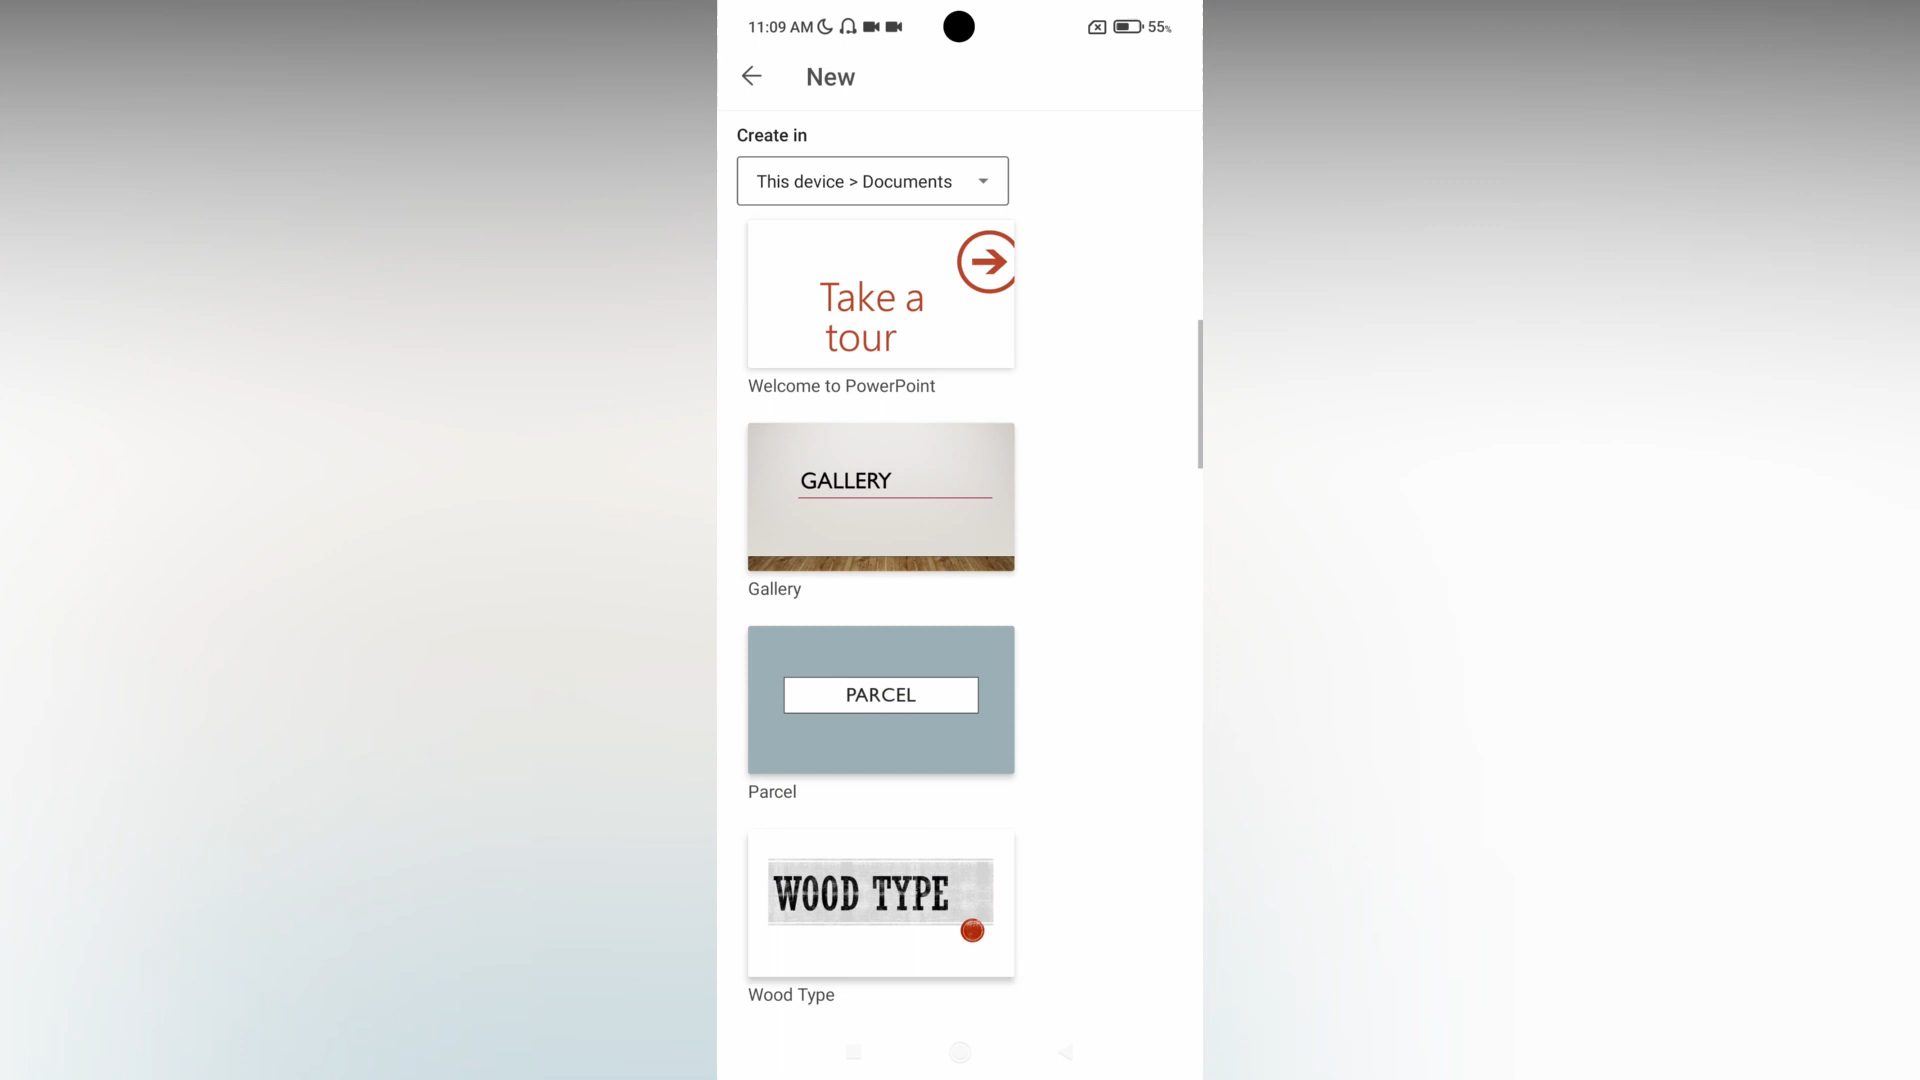 11:09 AM
55%
New
Create in
This device > Documents
Take a
tour
Welcome to PowerPoint
GALLERY
Gallery
PARCEL
Parcel
WOOD TYPE
Wood Type